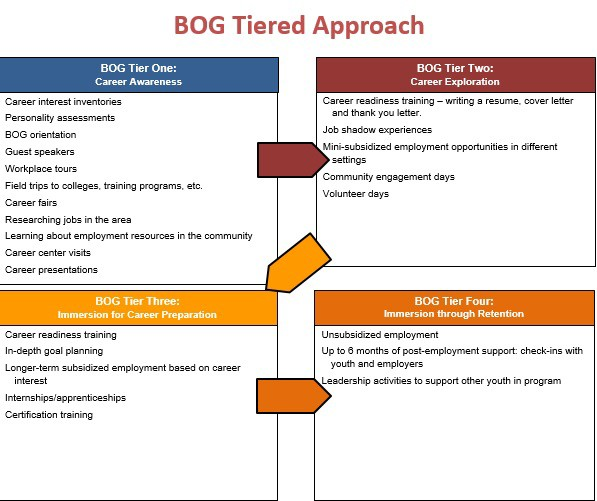 BOG Tiered Approach
BOG Tier One:
Career Awareness
Career interest inventories
Personality assessments
BOG orientation
Guest speakers
Workplace tours
Field trips to colleges, training programs, etc.
Career fairs
Researching jobs in the area
Learning about employment resources in the community
Career center visits
Career presentations
BOG Tier Two:
Career Exploration
Career readiness training – writing a resume, cover letter
and thank you letter.
Job shadow experiences
Mini-subsidized employment opportunities in different
settings
Community engagement days
Volunteer days
BOG Tier Three:
Immersion for Career Preparation
Career readiness training
In-depth goal planning
Longer-term subsidized employment based on career
interest
Internships/apprenticeships
Certification training
BOG Tier Four:
Immersion through Retention
Unsubsidized employment
Up to 6 months of post-employment support: check-ins with
youth and employers
Leadership activities to support other youth in program